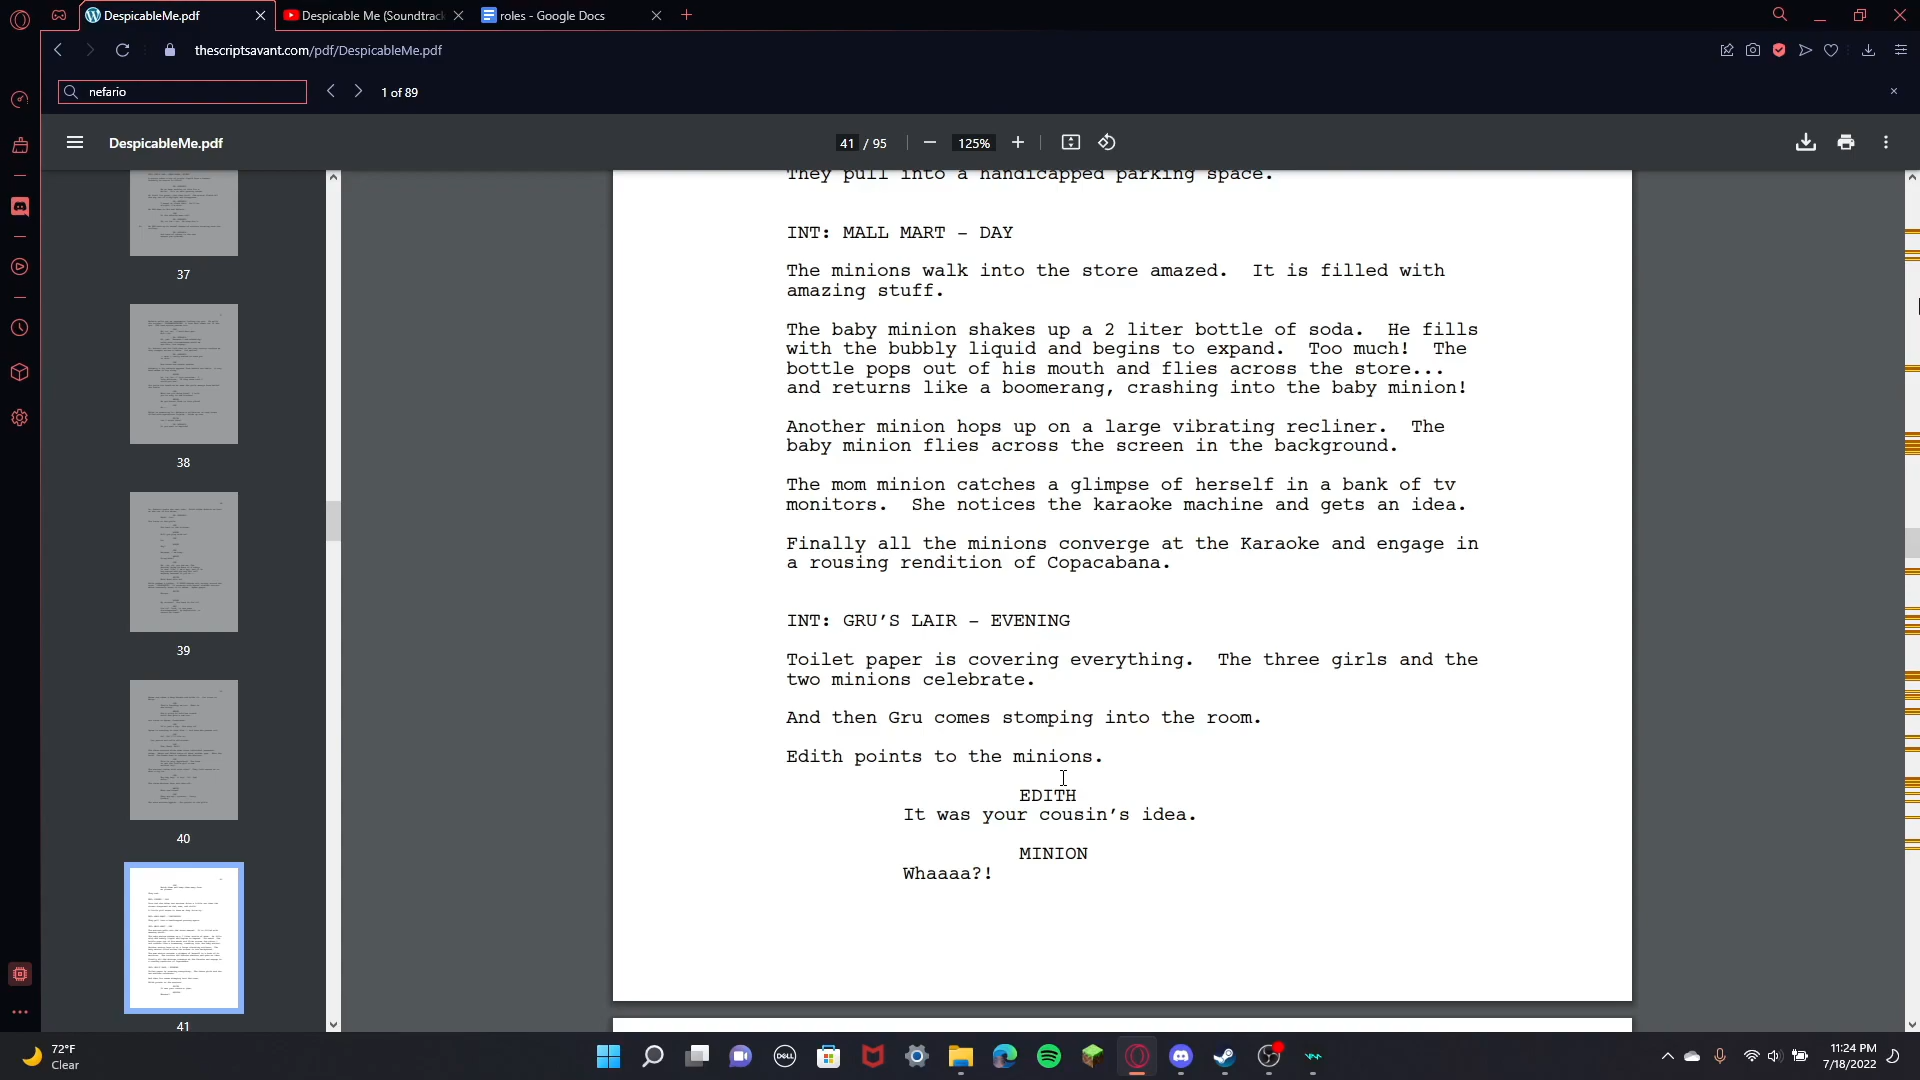 DespicableMe.pdf
Despicable Me (Soundtrac
roles - Google Docs
thescriptsavant.com/pdf/DespicableMe.pdf
nefario
1 of 89
DespicableMe.pdf
41 / 95
125%
37
38
39
40
41
They pull into a handicapped parking space.
INT: MALL MART – DAY
The minions walk into the store amazed. It is filled with
amazing stuff.
The baby minion shakes up a 2 liter bottle of soda. He fills
with the bubbly liquid and begins to expand. Too much! The
bottle pops out of his mouth and flies across the store...
and returns like a boomerang, crashing into the baby minion!
Another minion hops up on a large vibrating recliner. The
baby minion flies across the screen in the background.
The mom minion catches a glimpse of herself in a bank of tv
monitors. She notices the karaoke machine and gets an idea.
Finally all the minions converge at the Karaoke and engage in
a rousing rendition of Copacabana.
INT: GRU’S LAIR – EVENING
Toilet paper is covering everything. The three girls and the
two minions celebrate.
And then Gru comes stomping into the room.
Edith points to the minions.
EDITH
It was your cousin’s idea.
MINION
Whaaaa?!
72°F
Clear
DELL
11:24 PM
7/18/2022